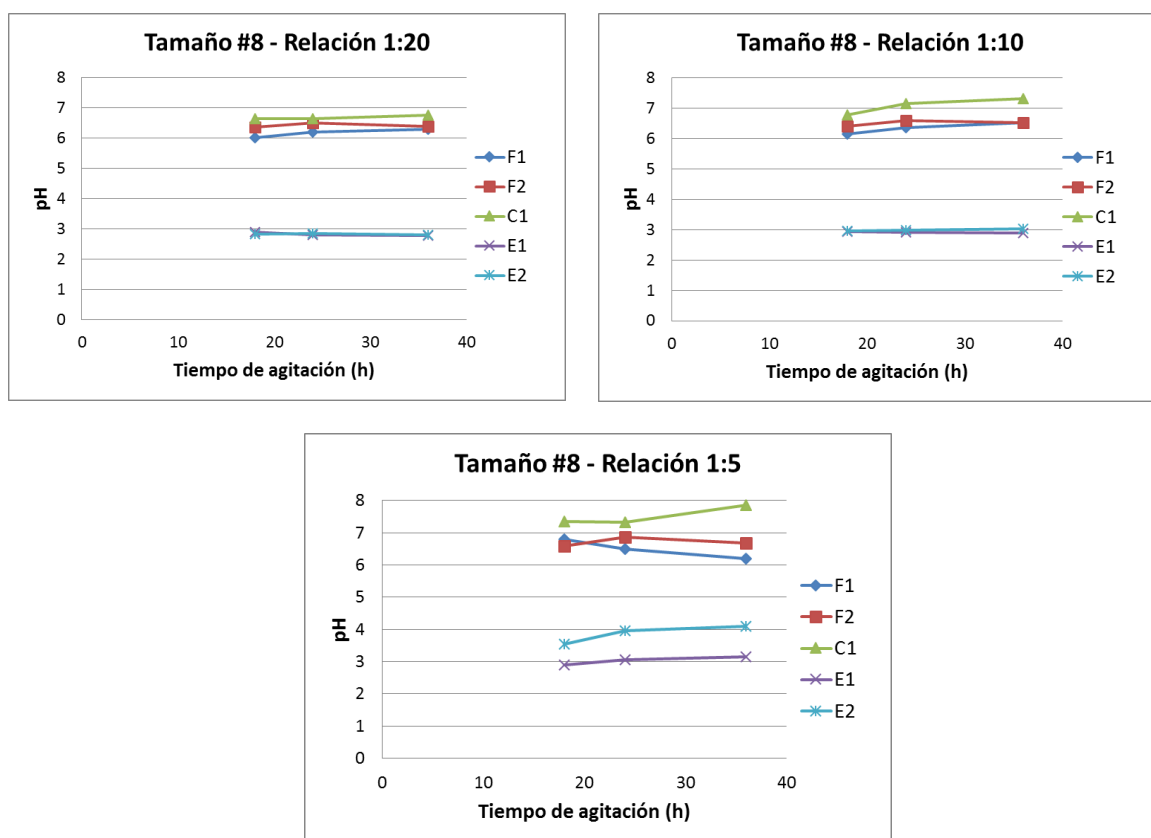 Tamaño #8 - Relación 1:20
8
7
6
5
4
3
2
1
0
pH
0 10 20 30 40
Tiempo de agitación (h)
F1
F2
C1
E1
E2
Tamaño #8 - Relación 1:10
8
7
6
5
4
3
2
1
0
pH
0 10 20 30 40
Tiempo de agitación (h)
F1
F2
C1
E1
E2
Tamaño #8 - Relación 1:5
8
7
6
5
4
3
2
1
0
pH
0 10 20 30 40
Tiempo de agitación (h)
F1
F2
C1
E1
E2